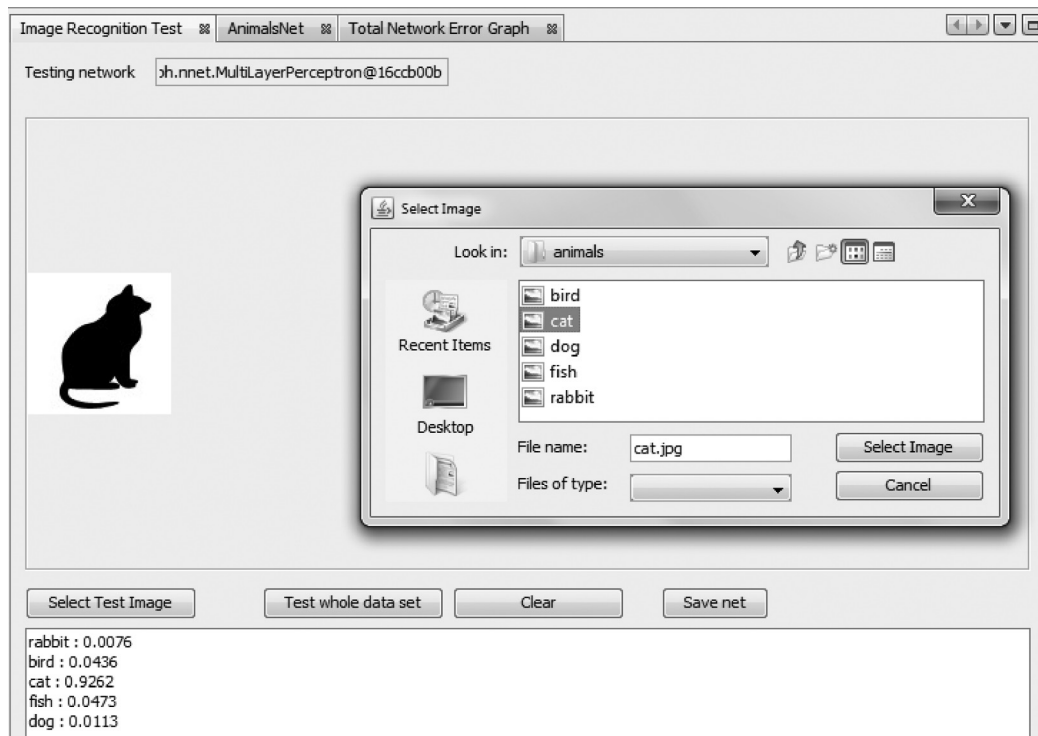 Image Recognition Test AnimalsNet Total Network Error Graph
Testing network oh.nnet.MultiLayerPerceptron@16ccb00b
Select Image
Look in: animals
bird
cat
dog
fish
rabbit
Recent Items
Desktop
File name: cat.jpg Select Image
Files of type: Cancel
Select Test Image Test whole data set Clear Save net
rabbit : 0.0076
bird : 0.0436
cat : 0.9262
fish : 0.0473
dog : 0.0113